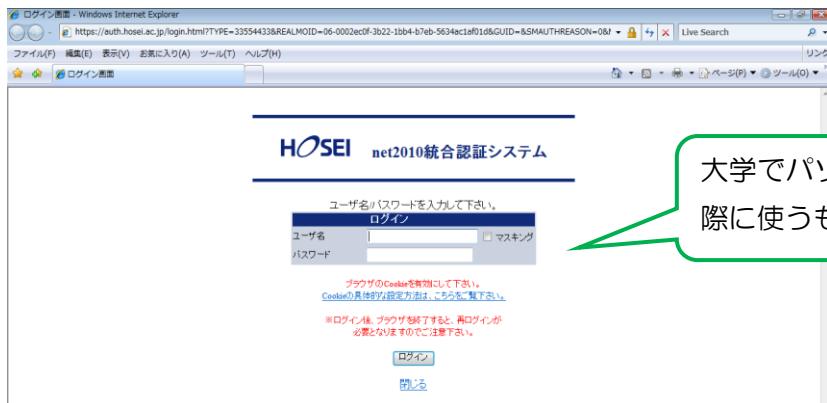 ログイン画面 - Windows Internet Explorer
https://auth.hosei.ac.jp/login.html?TYPE=33554433&REALMOID=06-0002ec0f-3b22-1bb4-b7eb-5634ac1af01d&GUID=&SMAUTHREASON=0&
Live Search
ファイル(F) 編集(E) 表示(V) お気に入り(A) ツール(T) ヘルプ(H)
リンク
ログイン画面
ページ(P) ツール(O)
HOSEI net2010統合認証システム
大学でパソ
際に使うも
ユーザ名/パスワードを入力して下さい。
ログイン
ユーザ名
マスキング
パスワード
ブラウザのCookieを有効にして下さい。
Cookieの具体的な設定方法は、こちらをご覧下さい。
※ログイン後、ブラウザを終了すると、再ログインが
必要となりますのでご注意下さい。
ログイン
閉じる